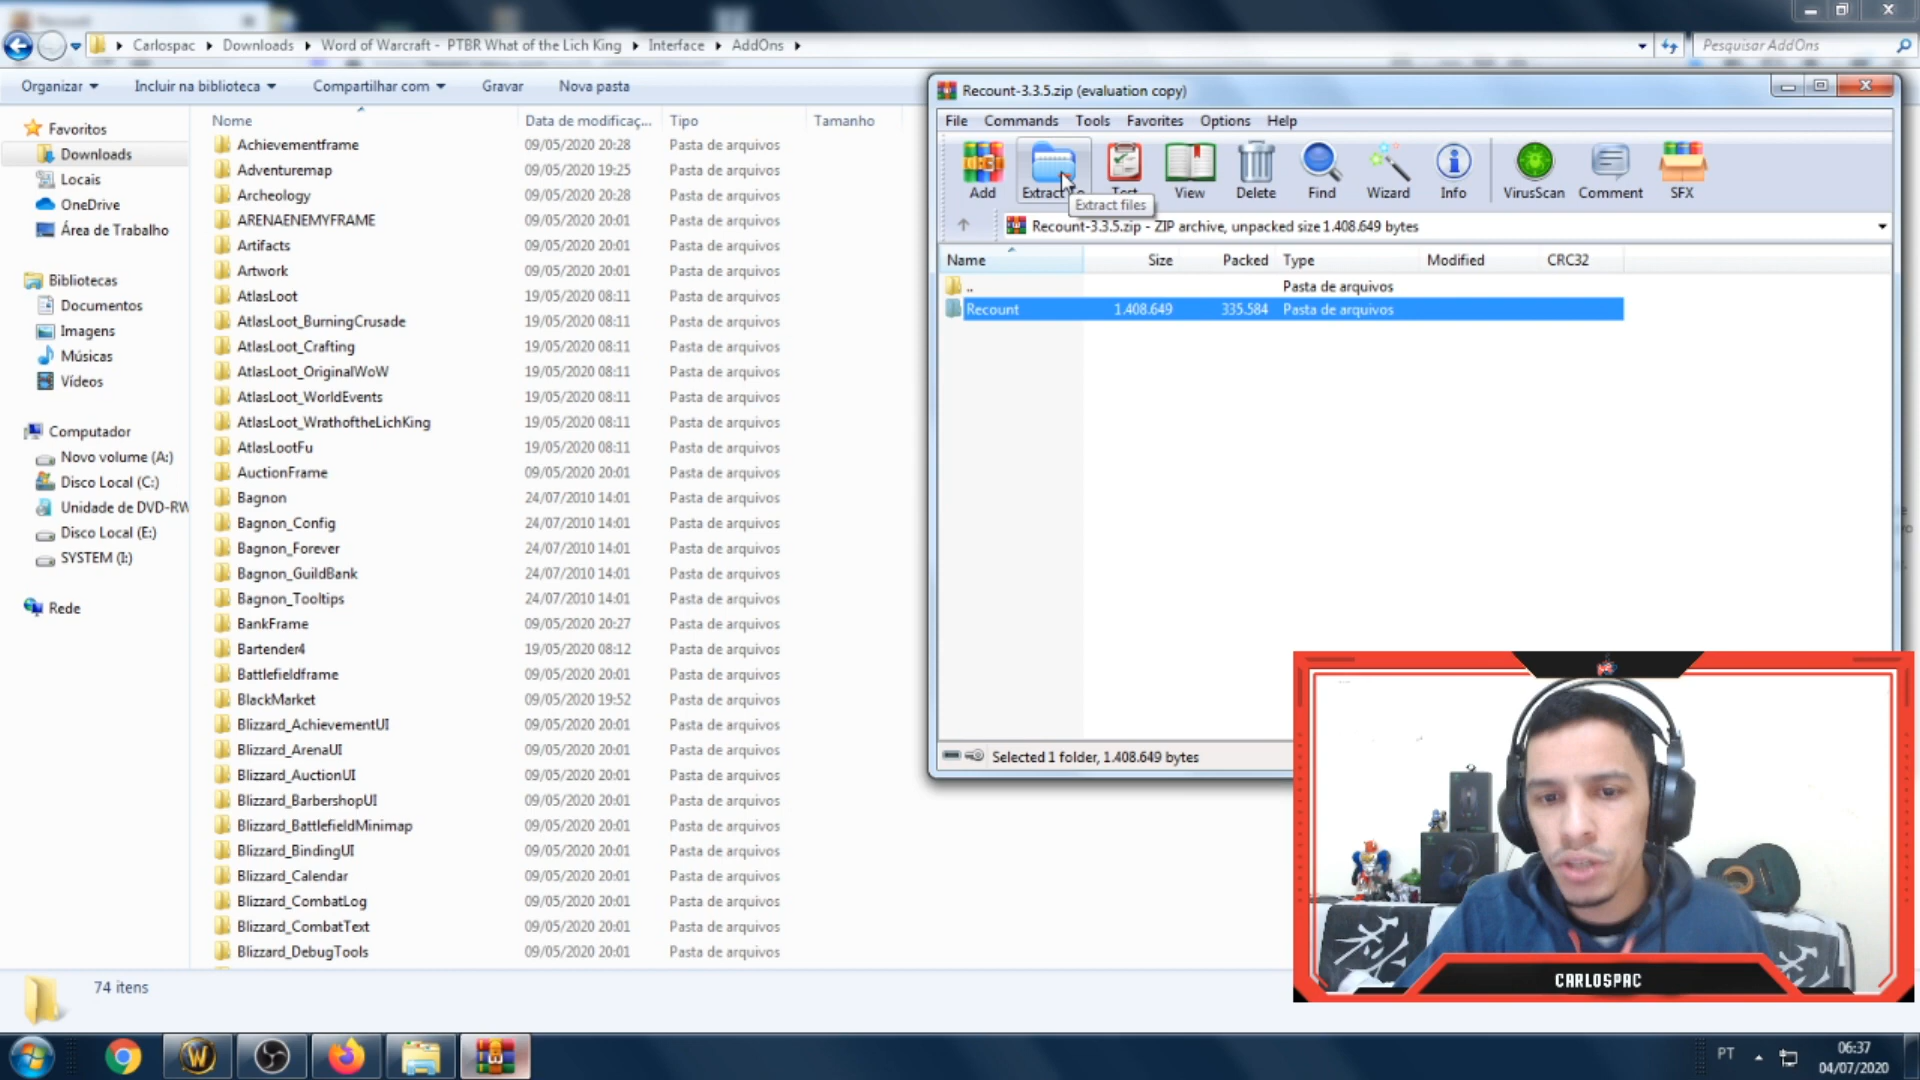 Carlospac ▸ Downloads ▸ Word of Warcraft - PTBR What of the Lich King ▸ Interface ▸ AddOns ▸
Pesquisar AddOns
Organizar Incluir na biblioteca Compartilhar com Gravar Nova pasta
Nome Data de modificaç... Tipo Tamanho
Favoritos
Downloads
Locais
OneDrive
Área de Trabalho
Bibliotecas
Documentos
Imagens
Músicas
Vídeos
Computador
Novo volume (A:)
Disco Local (C:)
Unidade de DVD-RW
Disco Local (E:)
SYSTEM (I:)
Rede
Achievementframe 09/05/2020 20:28 Pasta de arquivos
Adventuremap 09/05/2020 19:25 Pasta de arquivos
Archeology 09/05/2020 20:28 Pasta de arquivos
ARENAENEMYFRAME 09/05/2020 20:01 Pasta de arquivos
Artifacts 09/05/2020 20:01 Pasta de arquivos
Artwork 09/05/2020 20:01 Pasta de arquivos
AtlasLoot 19/05/2020 08:11 Pasta de arquivos
AtlasLoot_BurningCrusade 19/05/2020 08:11 Pasta de arquivos
AtlasLoot_Crafting 19/05/2020 08:11 Pasta de arquivos
AtlasLoot_OriginalWoW 19/05/2020 08:11 Pasta de arquivos
AtlasLoot_WorldEvents 19/05/2020 08:11 Pasta de arquivos
AtlasLoot_WrathoftheLichKing 19/05/2020 08:11 Pasta de arquivos
AtlasLootFu 19/05/2020 08:11 Pasta de arquivos
AuctionFrame 09/05/2020 20:01 Pasta de arquivos
Bagnon 24/07/2010 14:01 Pasta de arquivos
Bagnon_Config 24/07/2010 14:01 Pasta de arquivos
Bagnon_Forever 24/07/2010 14:01 Pasta de arquivos
Bagnon_GuildBank 24/07/2010 14:01 Pasta de arquivos
Bagnon_Tooltips 24/07/2010 14:01 Pasta de arquivos
BankFrame 09/05/2020 20:27 Pasta de arquivos
Bartender4 19/05/2020 08:12 Pasta de arquivos
Battlefieldframe 09/05/2020 20:01 Pasta de arquivos
BlackMarket 09/05/2020 19:52 Pasta de arquivos
Blizzard_AchievementUI 09/05/2020 20:01 Pasta de arquivos
Blizzard_ArenaUI 09/05/2020 20:01 Pasta de arquivos
Blizzard_AuctionUI 09/05/2020 20:01 Pasta de arquivos
Blizzard_BarbershopUI 09/05/2020 20:01 Pasta de arquivos
Blizzard_BattlefieldMinimap 09/05/2020 20:01 Pasta de arquivos
Blizzard_BindingUI 09/05/2020 20:01 Pasta de arquivos
Blizzard_Calendar 09/05/2020 20:01 Pasta de arquivos
Blizzard_CombatLog 09/05/2020 20:01 Pasta de arquivos
Blizzard_CombatText 09/05/2020 20:01 Pasta de arquivos
Blizzard_DebugTools 09/05/2020 20:01 Pasta de arquivos
74 itens
Recount-3.3.5.zip (evaluation copy)
File Commands Tools Favorites Options Help
Add Extract To Test View Delete Find Wizard Info VirusScan Comment SFX
Extract files
Recount-3.3.5.zip - ZIP archive, unpacked size 1.408.649 bytes
Name Size Packed Type Modified CRC32
.. Pasta de arquivos
Recount 1.408.649 335.584 Pasta de arquivos
Selected 1 folder, 1.408.649 bytes
CARLOSPAC
PT
06:37
04/07/2020